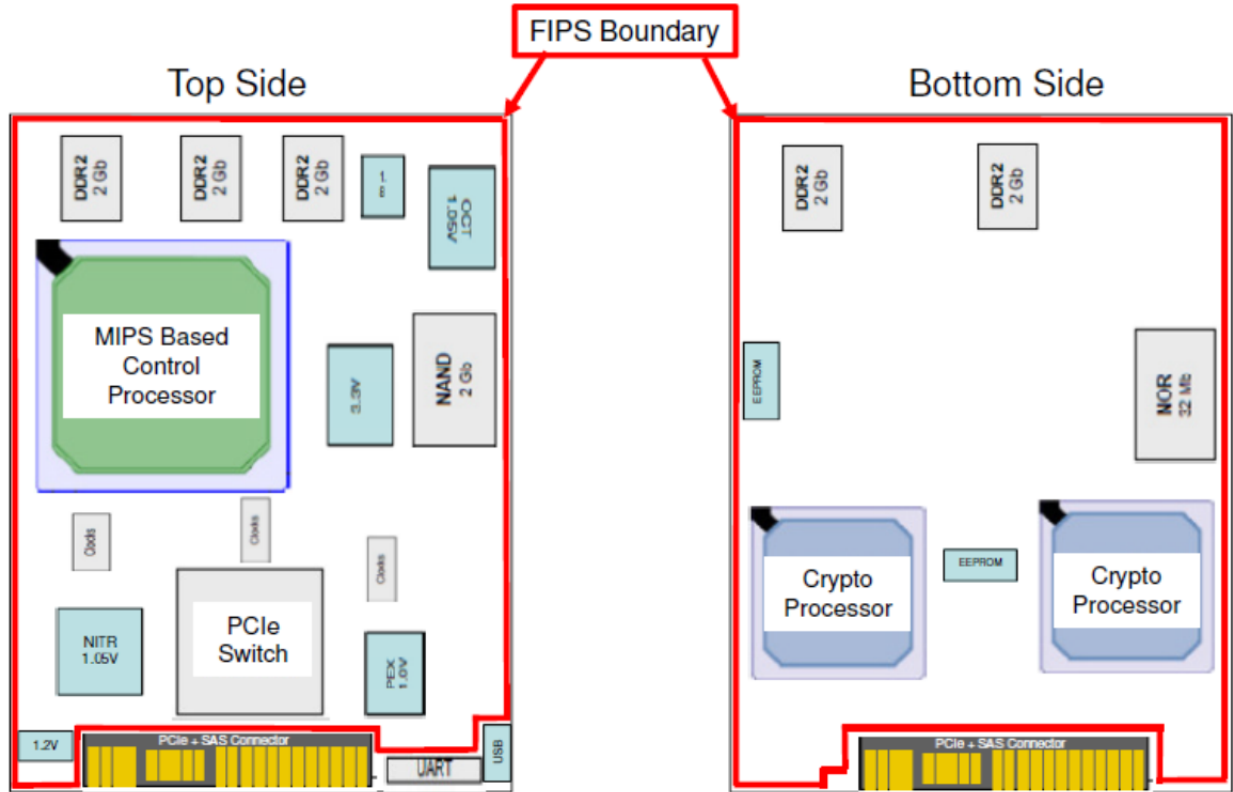 FIPS Boundary
Top Side
Bottom Side
DDR2
2 Gb
DDR2
2 Gb
DDR2
2 Gb
1
8
OCT
1.05V
MIPS Based
Control
Processor
3.3V
NAND
2 Gb
Clocks
Clocks
Clocks
NITR
1.05V
PCIe
Switch
PEX
1.0V
1.2V
PCIe + SAS Connector
UART
USB
DDR2
2 Gb
DDR2
2 Gb
EEPROM
NOR
32 Mb
Crypto
Processor
EEPROM
Crypto
Processor
PCIe + SAS Connector